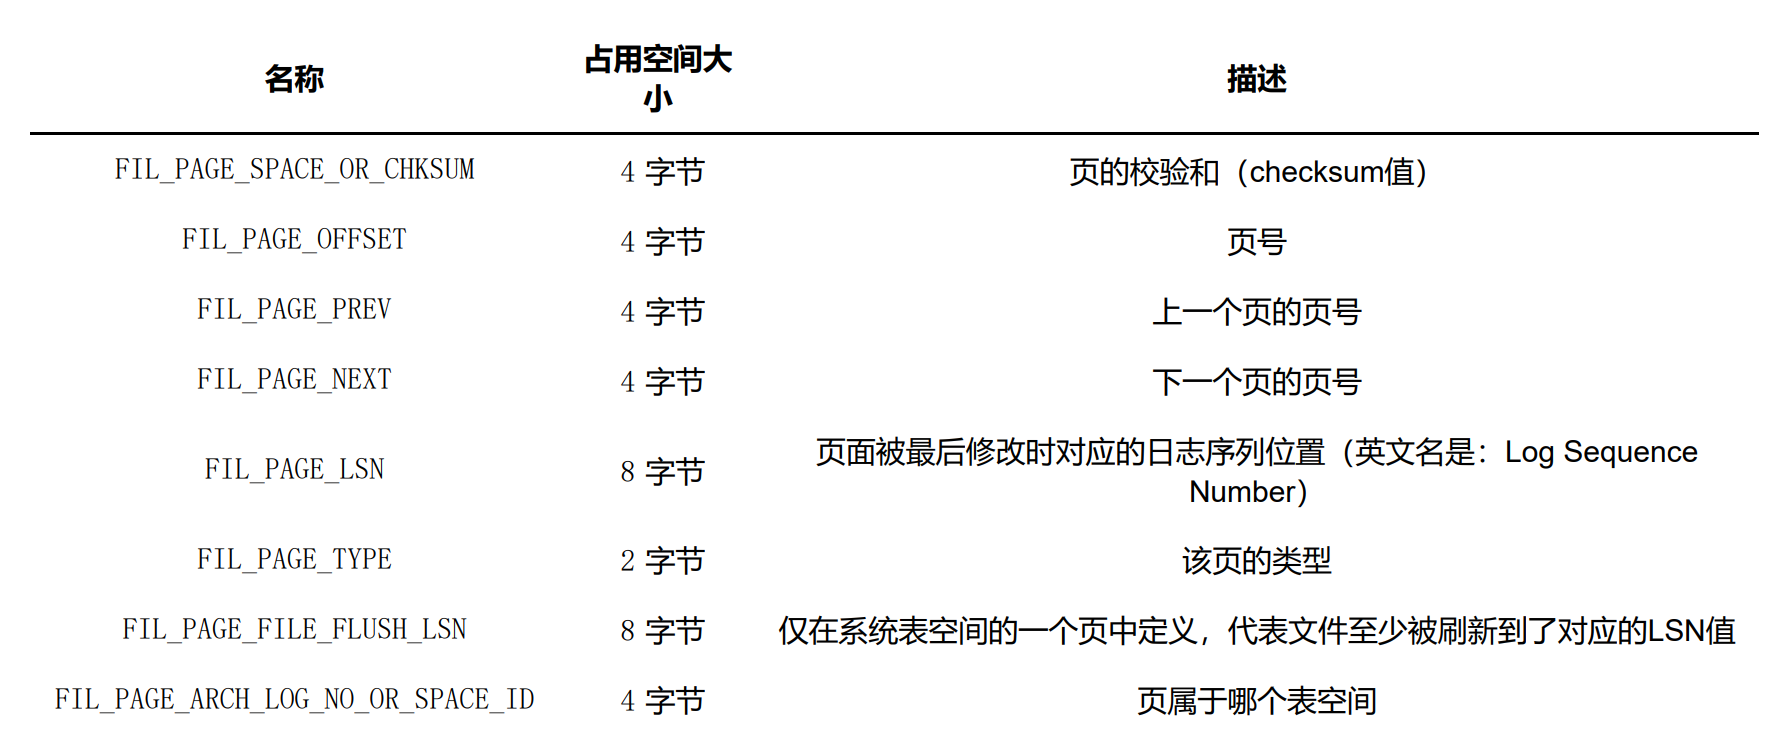 名称 占用空间大小 描述
FIL_PAGE_SPACE_OR_CHKSUM 4 字节 页的校验和（checksum值）
FIL_PAGE_OFFSET 4 字节 页号
FIL_PAGE_PREV 4 字节 上一个页的页号
FIL_PAGE_NEXT 4 字节 下一个页的页号
FIL_PAGE_LSN 8 字节 页面被最后修改时对应的日志序列位置（英文名是：Log Sequence Number）
FIL_PAGE_TYPE 2 字节 该页的类型
FIL_PAGE_FILE_FLUSH_LSN 8 字节 仅在系统表空间的一个页中定义，代表文件至少被刷新到了对应的LSN值
FIL_PAGE_ARCH_LOG_NO_OR_SPACE_ID 4 字节 页属于哪个表空间